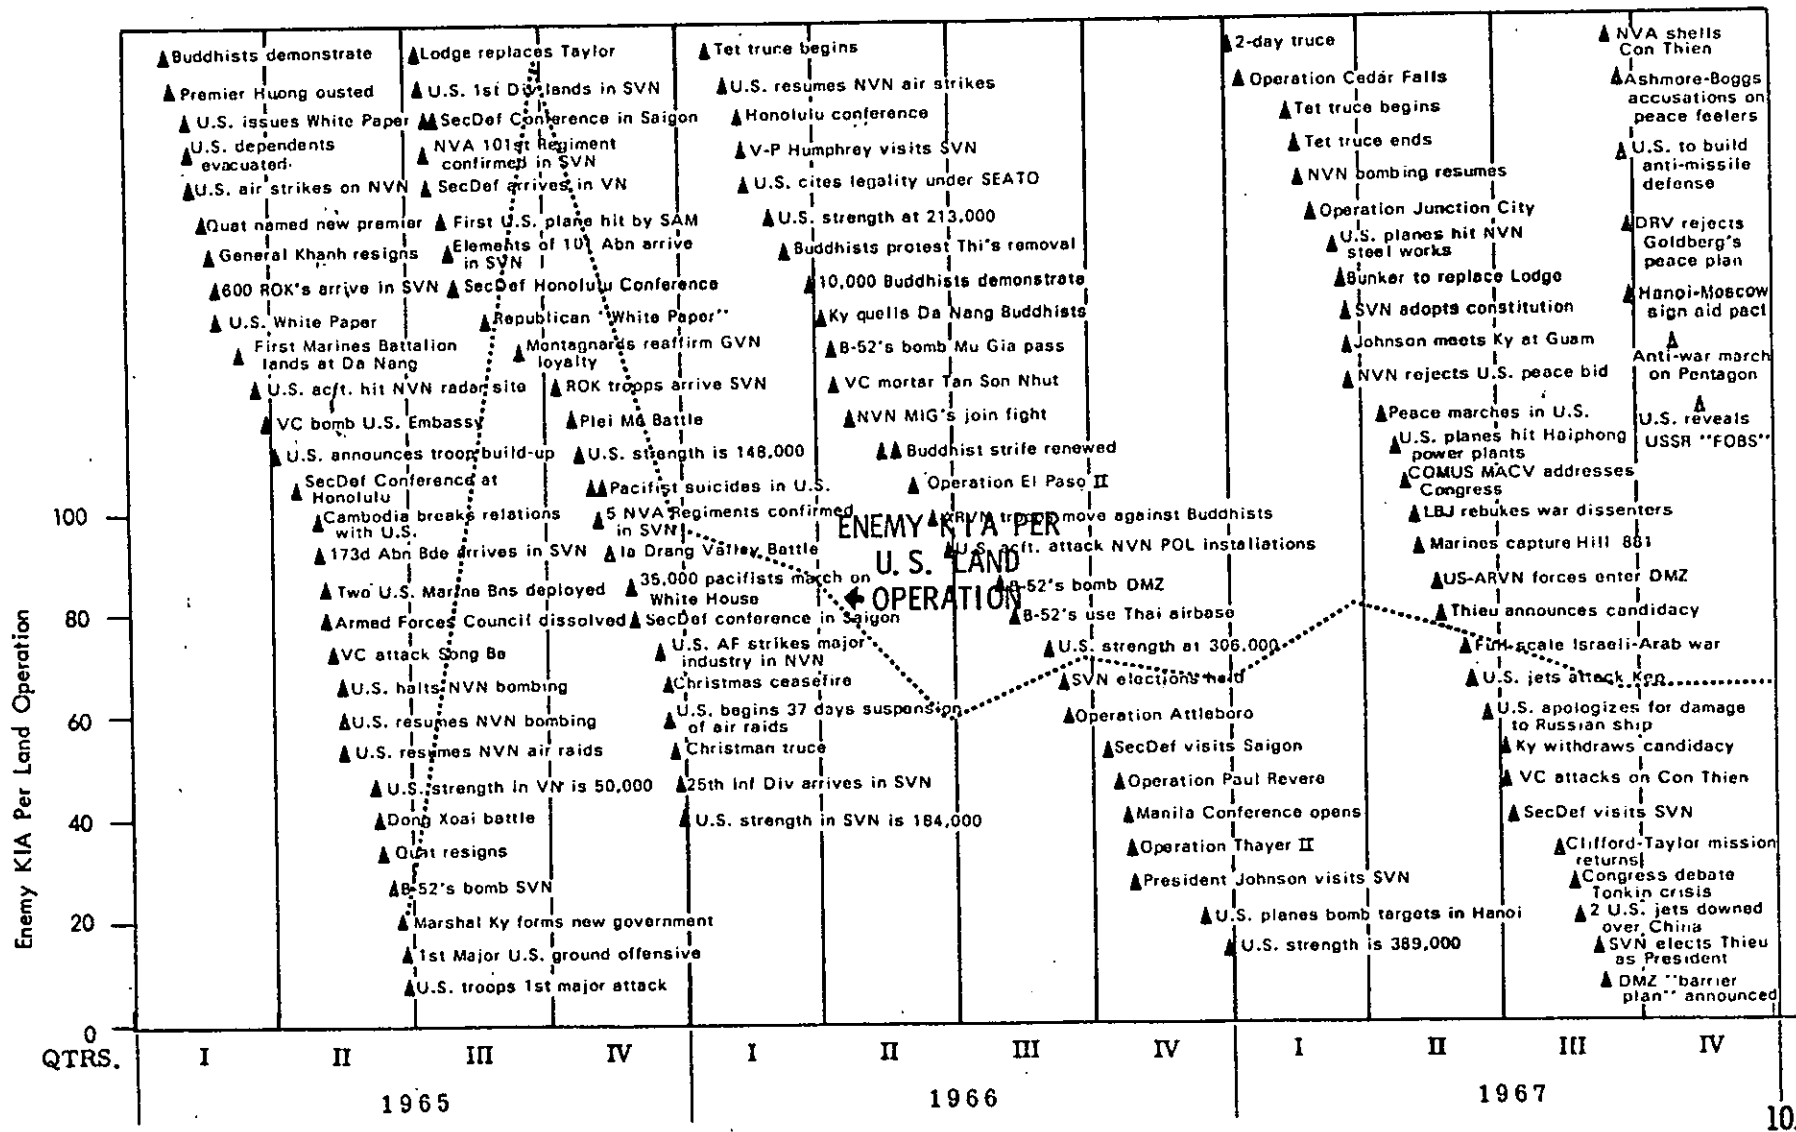 Buddhists demonstrate
Premier Huong ousted
U.S. issues White Paper
U.S. dependents
evacuated
U.S. air strikes on NVN
Quat named new premier
General Khanh resigns
600 ROK's arrive in SVN
U.S. White Paper
First Marines Battalion
lands at Da Nang
U.S. acft. hit NVN radar site
VC bomb U.S. Embassy
U.S. announces troop build-up
SecDef Conference at
Honolulu
Cambodia breaks relations
with U.S.
173d Abn Bde arrives in SVN
Two U.S. Marine Bns deployed
Armed Forces Council dissolved
VC attack Song Be
U.S. halts NVN bombing
U.S. resumes NVN bombing
U.S. resumes NVN air raids
U.S. strength in VN is 50,000
Dong Xoai battle
Quat resigns
B-52's bomb SVN
Marshal Ky forms new government
1st Major U.S. ground offensive
U.S. troops 1st major attack
Lodge replaces Taylor
U.S. 1st Div lands in SVN
SecDef Conference in Saigon
NVA 101st Regiment
confirmed in SVN
SecDef arrives in VN
First U.S. plane hit by SAM
Elements of 101 Abn arrive
in SVN
SecDef Honolulu Conference
Republican "White Paper"
Montagnards reaffirm GVN
loyalty
ROK troops arrive SVN
Plei Me Battle
U.S. strength is 148,000
Pacifist suicides in U.S.
5 NVA Regiments confirmed
in SVN
Ia Drang Valley Battle
35,000 pacifists march on
White House
SecDef conference in Saigon
U.S. AF strikes major
industry in NVN
Christmas ceasefire
U.S. begins 37 days suspension
of air raids
Christman truce
25th Inf Div arrives in SVN
U.S. strength in SVN is 184,000
Tet truce begins
U.S. resumes NVN air strikes
Honolulu conference
V-P Humphrey visits SVN
U.S. cites legality under SEATO
U.S. strength at 213,000
Buddhists protest Thi's removal
10,000 Buddhists demonstrate
Ky quells Da Nang Buddhists
B-52's bomb Mu Gia pass
VC mortar Tan Son Nhut
NVN MIG's join fight
Buddhist strife renewed
Operation El Paso II
ARVN troops move against Buddhists
U.S. acft. attack NVN POL installations
B-52's bomb DMZ
B-52's use Thai airbase
U.S. strength at 306,000
SVN elections held
Operation Attleboro
SecDef visits Saigon
Operation Paul Revere
Manila Conference opens
Operation Thayer II
President Johnson visits SVN
U.S. planes bomb targets in Hanoi
U.S. strength is 389,000
ENEMY KIA PER
U.S. LAND
OPERATION
2-day truce
Operation Cedar Falls
Tet truce begins
Tet truce ends
NVN bombing resumes
Operation Junction City
U.S. planes hit NVN
steel works
Bunker to replace Lodge
SVN adopts constitution
Johnson meets Ky at Guam
NVN rejects U.S. peace bid
Peace marches in U.S.
U.S. planes hit Haiphong
power plants
COMUS MACV addresses
Congress
LBJ rebukes war dissenters
Marines capture Hill 881
US-ARVN forces enter DMZ
Thieu announces candidacy
Full-scale Israeli-Arab war
U.S. jets attack Kep
U.S. apologizes for damage
to Russian ship
Ky withdraws candidacy
VC attacks on Con Thien
SecDef visits SVN
Clifford-Taylor mission
returns
Congress debate
Tonkin crisis
2 U.S. jets downed
over China
SVN elects Thieu
as President
DMZ "barrier
plan" announced
NVA shells
Con Thien
Ashmore-Boggs
accusations on
peace feelers
U.S. to build
anti-missile
defense
DRV rejects
Goldberg's
peace plan
Hanoi-Moscow
sign aid pact
Anti-war march
on Pentagon
U.S. reveals
USSR "FOBS"
Enemy KIA Per Land Operation
100
80
60
40
20
0
QTRS. I II III IV I II III IV I II III IV
1965 1966 1967
10